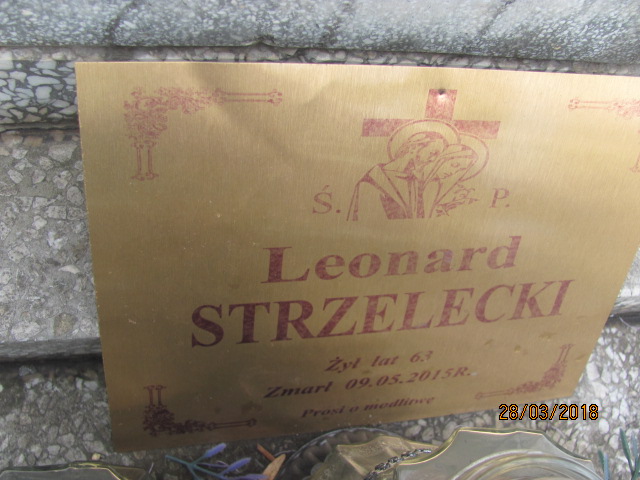 Ś. P.
Leonard
STRZELECKI
Żył lat 63
Zmarł 09.05.2015R.
Prosi o modlitwę
28/03/2018